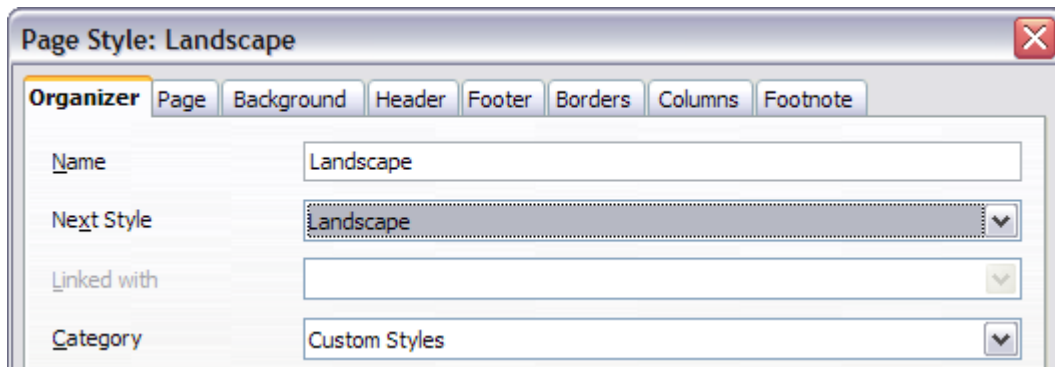 Page Style: Landscape
Organizer Page Background Header Footer Borders Columns Footnote
Name Landscape
Next Style Landscape
Linked with
Category Custom Styles